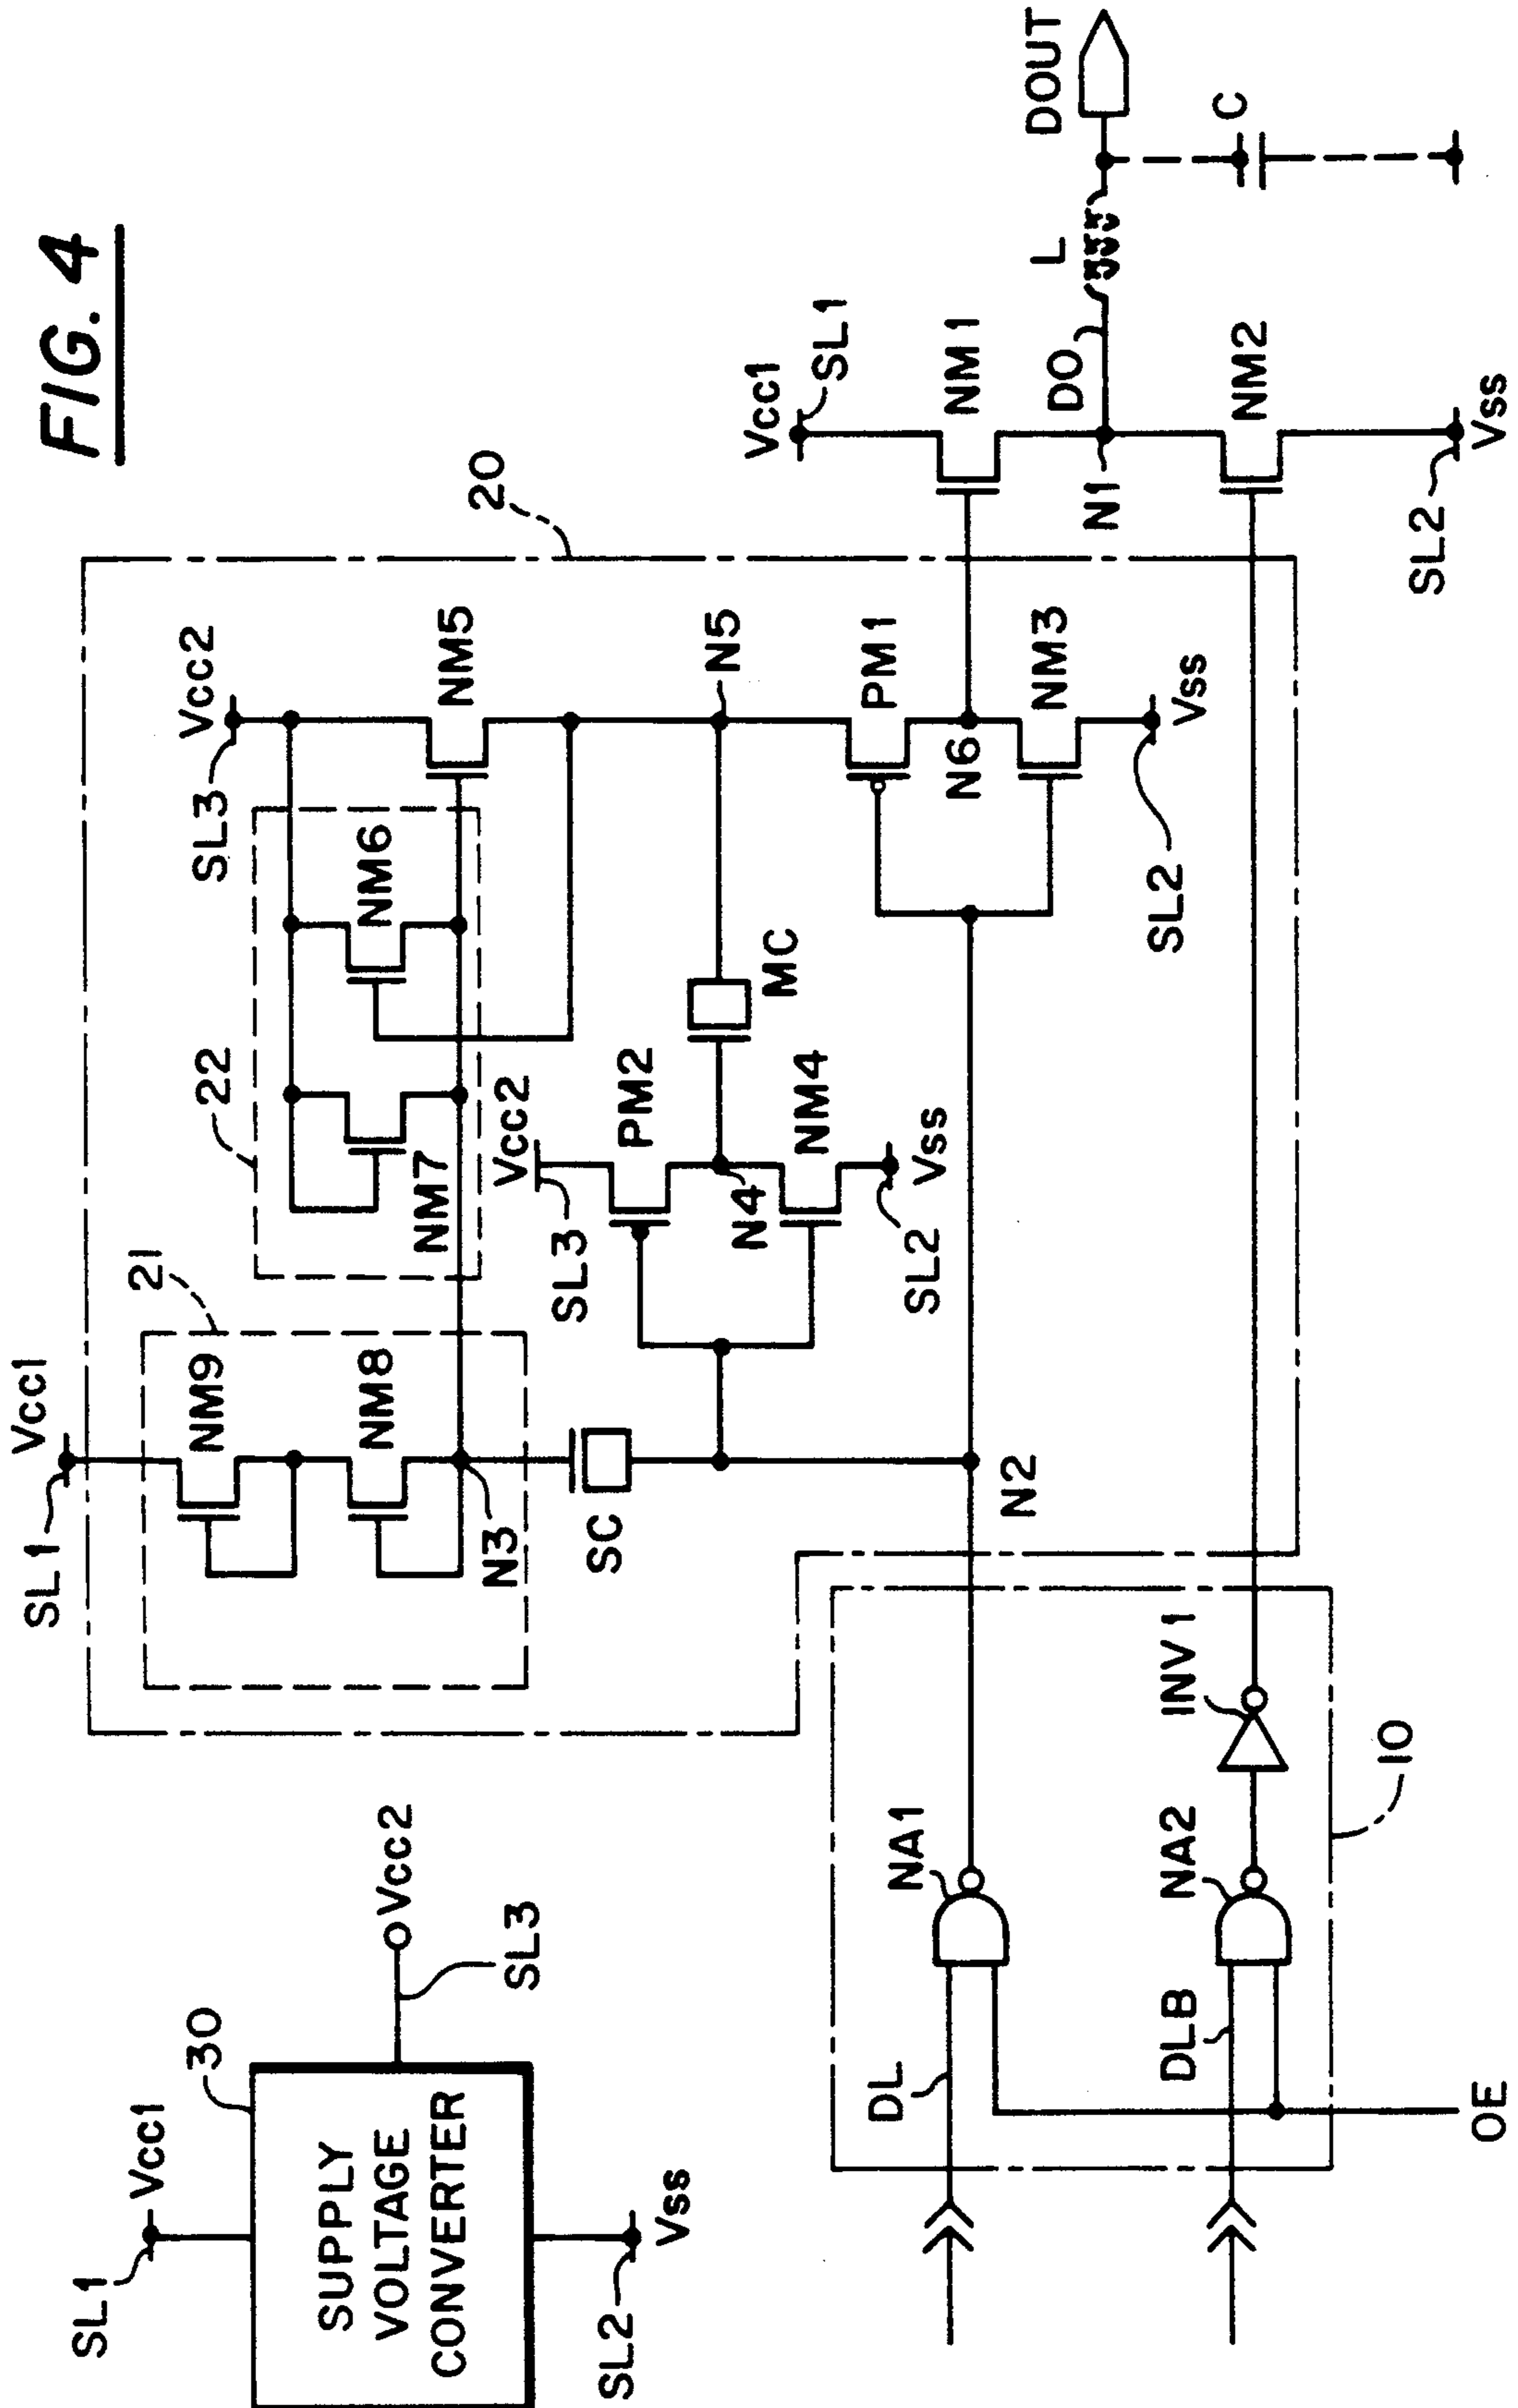 FIG. 4
SL1
Vcc1
30
SUPPLY
VOLTAGE
CONVERTER
Vcc2
SL3
SL2
Vss
SL1
Vcc1
21
NM9
NM8
N3
SC
22
NM7
NM6
SL3
Vcc2
NM5
20
Vcc2
SL3
PM2
N4
NM4
SL2
Vss
MC
N5
PM1
N6
NM3
SL2
Vss
N2
DL
NA1
DLB
NA2
INV 1
OE
10
Vcc1
SL1
NM1
DO
N1
L
DOUT
C
NM2
SL2
Vss